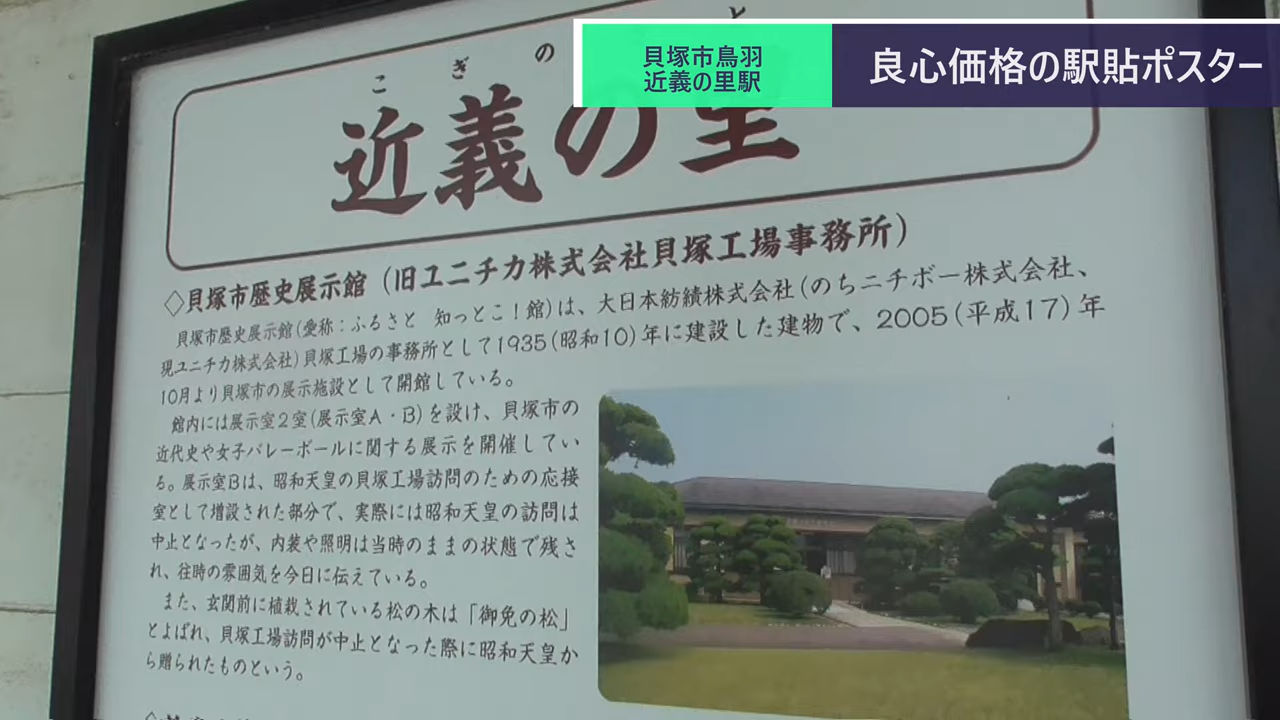 貝塚市鳥羽
近義の里駅
良心価格の駅貼ポスター
こ ぎ の と
近義の里
◇貝塚市歴史展示館（旧ユニチカ株式会社貝塚工場事務所）
貝塚市歴史展示館(愛称：ふるさと 知っとこ！館)は、大日本紡績株式会社(のちニチボー株式会社、
現ユニチカ株式会社)貝塚工場の事務所として1935(昭和10)年に建設した建物で、2005(平成17)年
10月より貝塚市の展示施設として開館している。
館内には展示室２室(展示室Ａ・Ｂ)を設け、貝塚市の
近代史や女子バレーボールに関する展示を開催してい
る。展示室Ｂは、昭和天皇の貝塚工場訪問のための応接
室として増設された部分で、実際には昭和天皇の訪問は
中止となったが、内装や照明は当時のままの状態で残さ
れ、往時の雰囲気を今日に伝えている。
また、玄関前に植栽されている松の木は「御免の松」
とよばれ、貝塚工場訪問が中止となった際に昭和天皇か
ら贈られたものという。